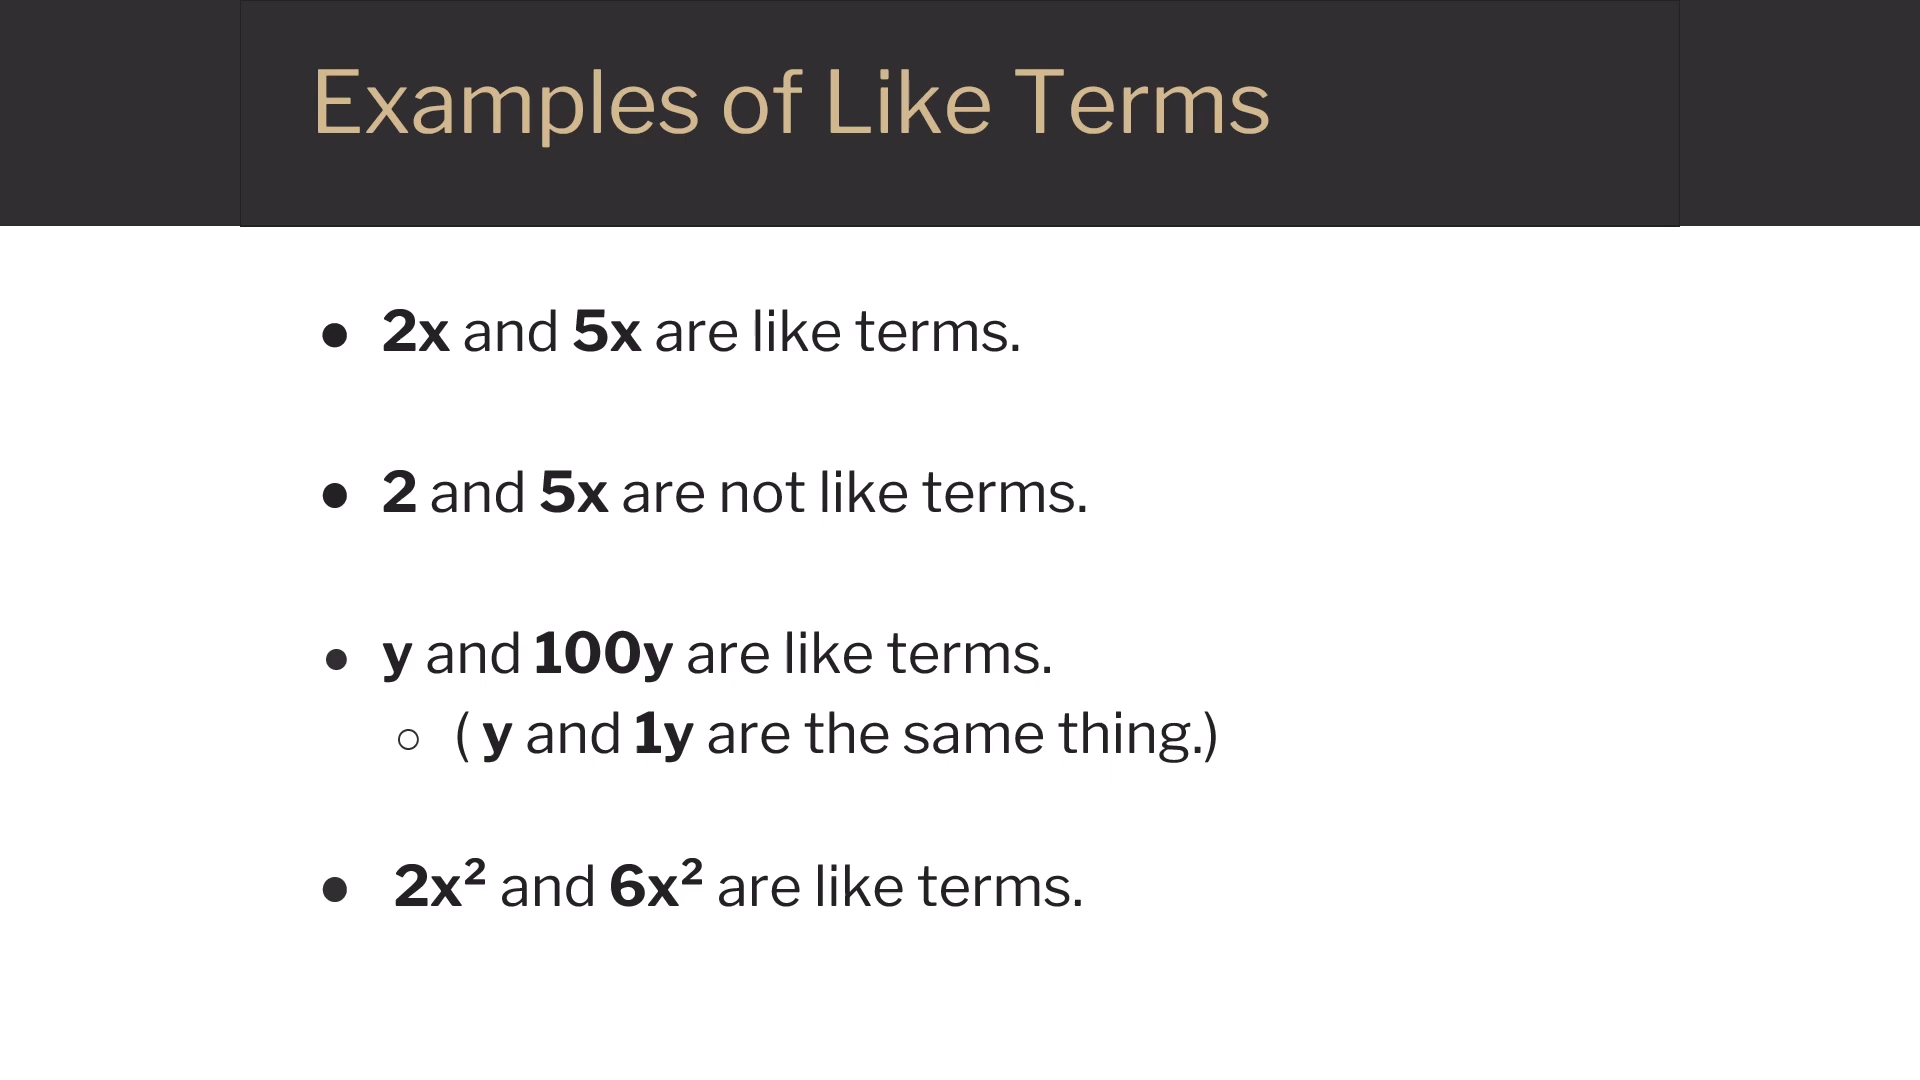 Examples of Like Terms
● 2x and 5x are like terms.
● 2 and 5x are not like terms.
● y and 100y are like terms.
○ ( y and 1y are the same thing.)
● 2x² and 6x² are like terms.